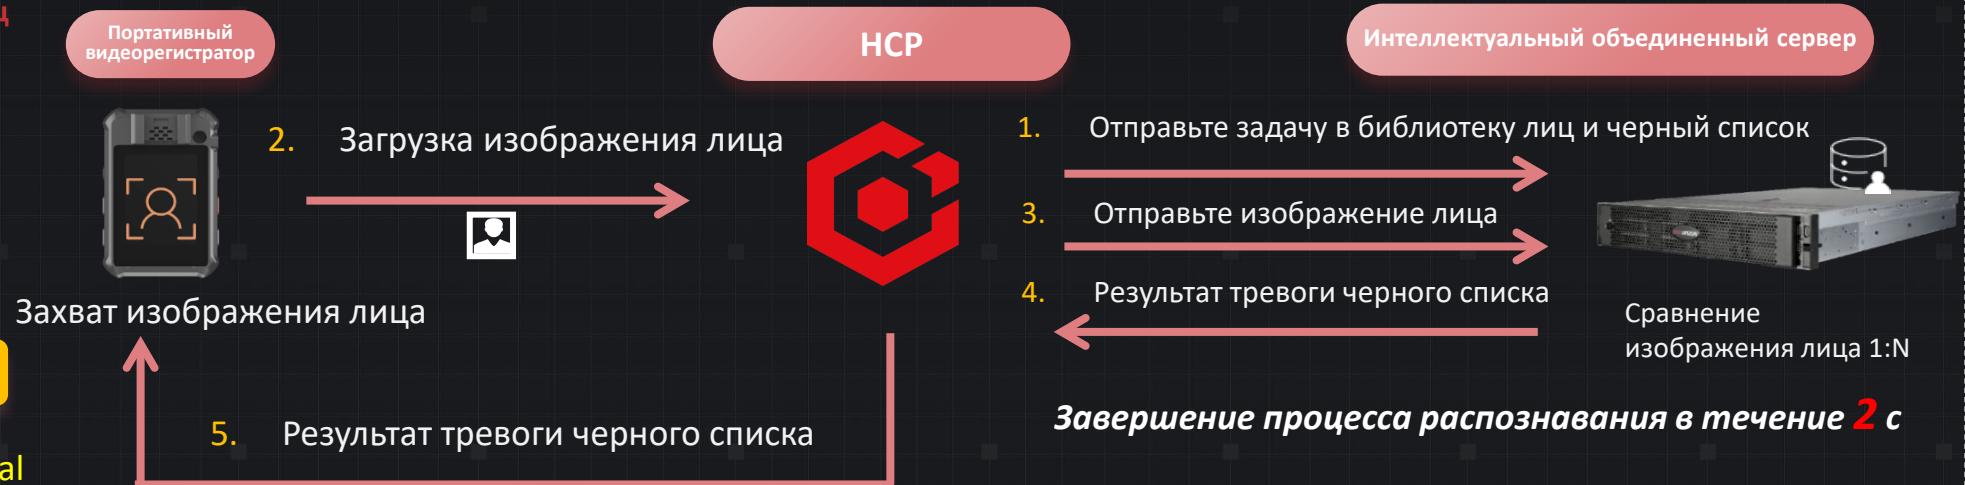 ц
Портативный
видеорегистратор
HCP
Интеллектуальный объединенный сервер
2. Загрузка изображения лица
1. Отправьте задачу в библиотеку лиц и черный список
3. Отправьте изображение лица
4. Результат тревоги черного списка
Захват изображения лица
Сравнение
изображения лица 1:N
5. Результат тревоги черного списка
Завершение процесса распознавания в течение 2 с
al